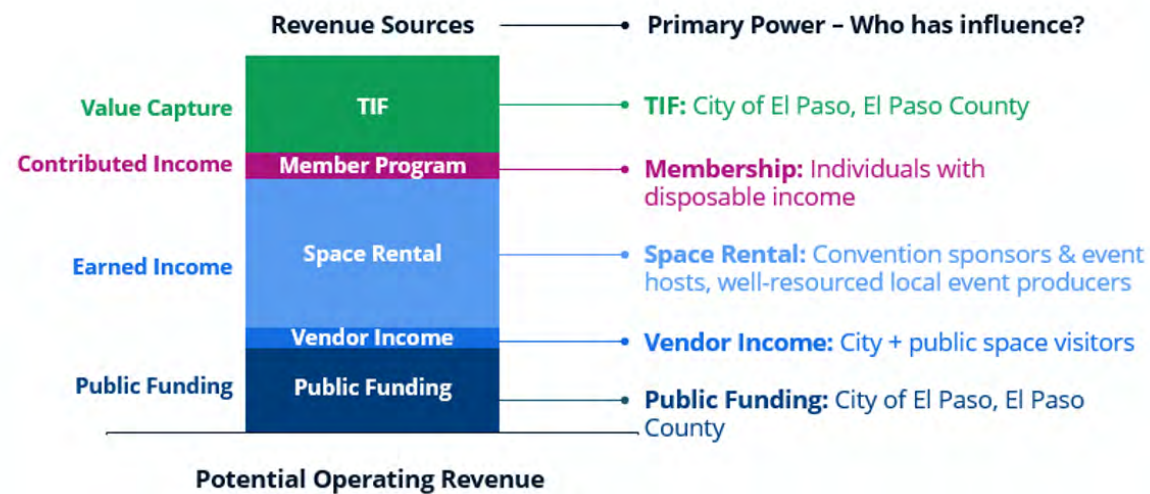 Revenue Sources
Primary Power – Who has influence?
Value Capture
TIF
TIF: City of El Paso, El Paso County
Contributed Income
Member Program
Membership: Individuals with
disposable income
Earned Income
Space Rental
Space Rental: Convention sponsors & event
hosts, well-resourced local event producers
Vendor Income
Vendor Income: City + public space visitors
Public Funding
Public Funding
Public Funding: City of El Paso, El Paso
County
Potential Operating Revenue